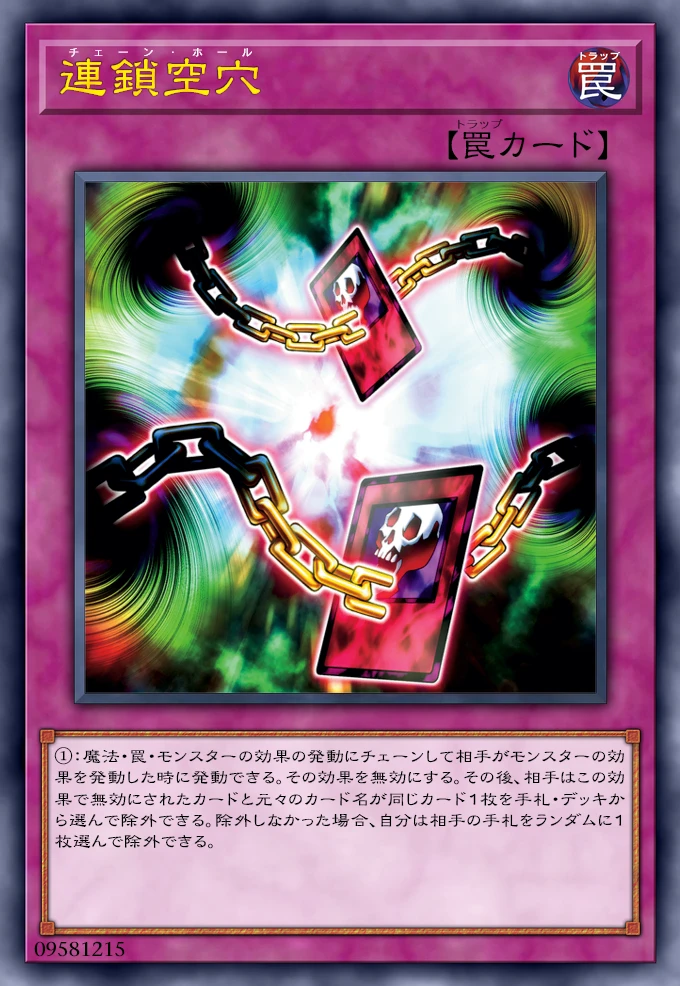 チェーン・ホール
連鎖空穴
トラップ
罠
トラップ
【罠カード】
①：魔法・罠・モンスターの効果の発動にチェーンして相手がモンスターの効
果を発動した時に発動できる。その効果を無効にする。その後、相手はこの効
果で無効にされたカードと元々のカード名が同じカード１枚を手札・デッキか
ら選んで除外できる。除外しなかった場合、自分は相手の手札をランダムに１
枚選んで除外できる。
09581215